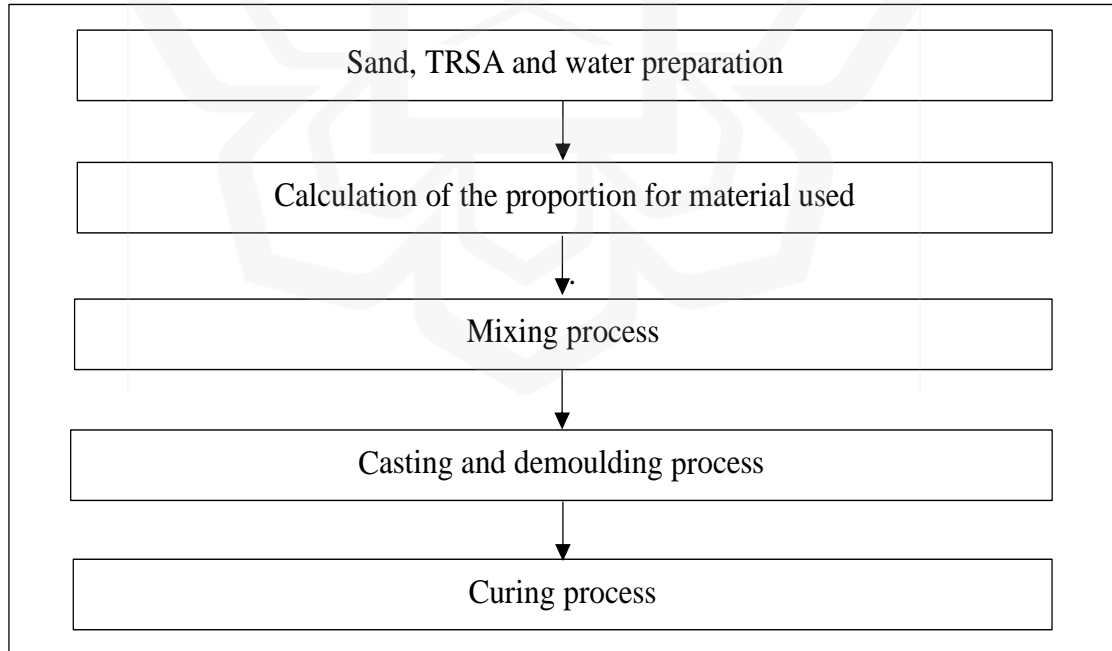 Sand, TRSA and water preparation
Calculation of the proportion for material used
.
Mixing process
Casting and demoulding process
Curing process